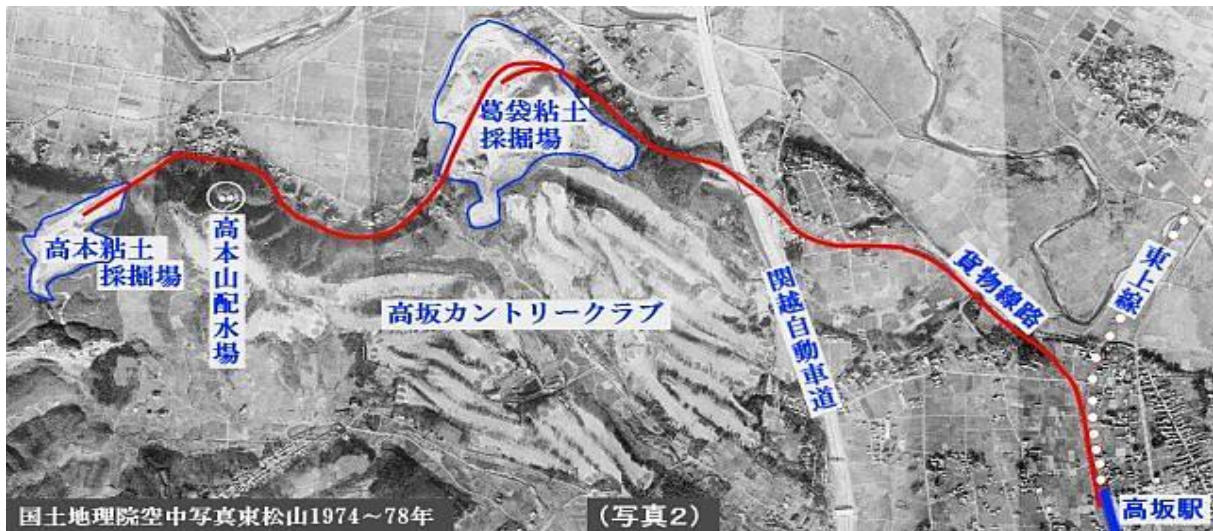 葛袋粘土
採掘場
高本粘土
採掘場
高本山配水場
高坂カントリークラブ
関越自動車道
貨物線路
東上線
高坂駅
国土地理院空中写真東松山1974～78年
（写真2）